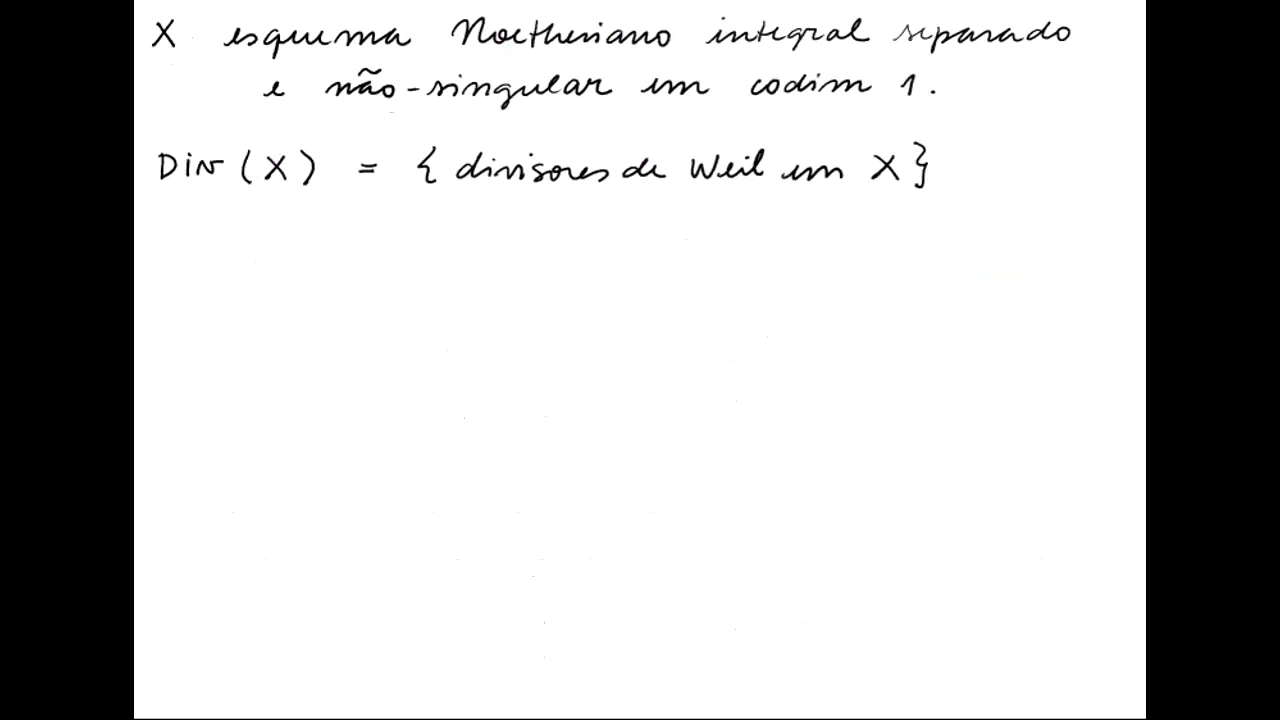 X esquema Noetheriano integral separado
e não-singular em codim 1.
Div (X) = { divisores de Weil em X }